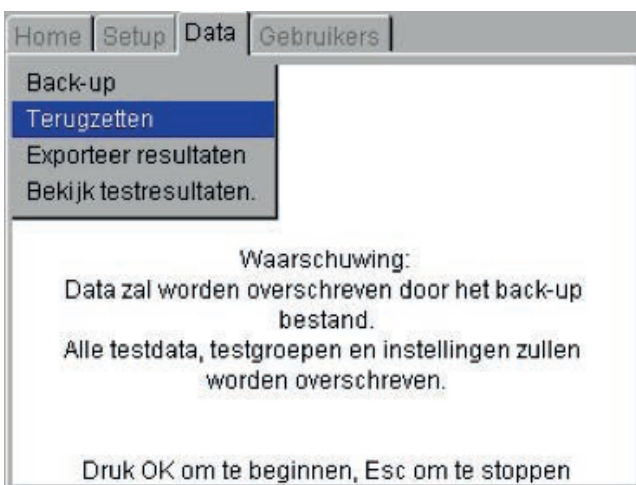 Home Setup Data Gebruikers
Back-up
Terugzetten
Exporteer resultaten
Bekijk testresultaten.
Waarschuwing:
Data zal worden overschreven door het back-up
bestand.
Alle testdata, testgroepen en instellingen zullen
worden overschreven.
Druk OK om te beginnen, Esc om te stoppen